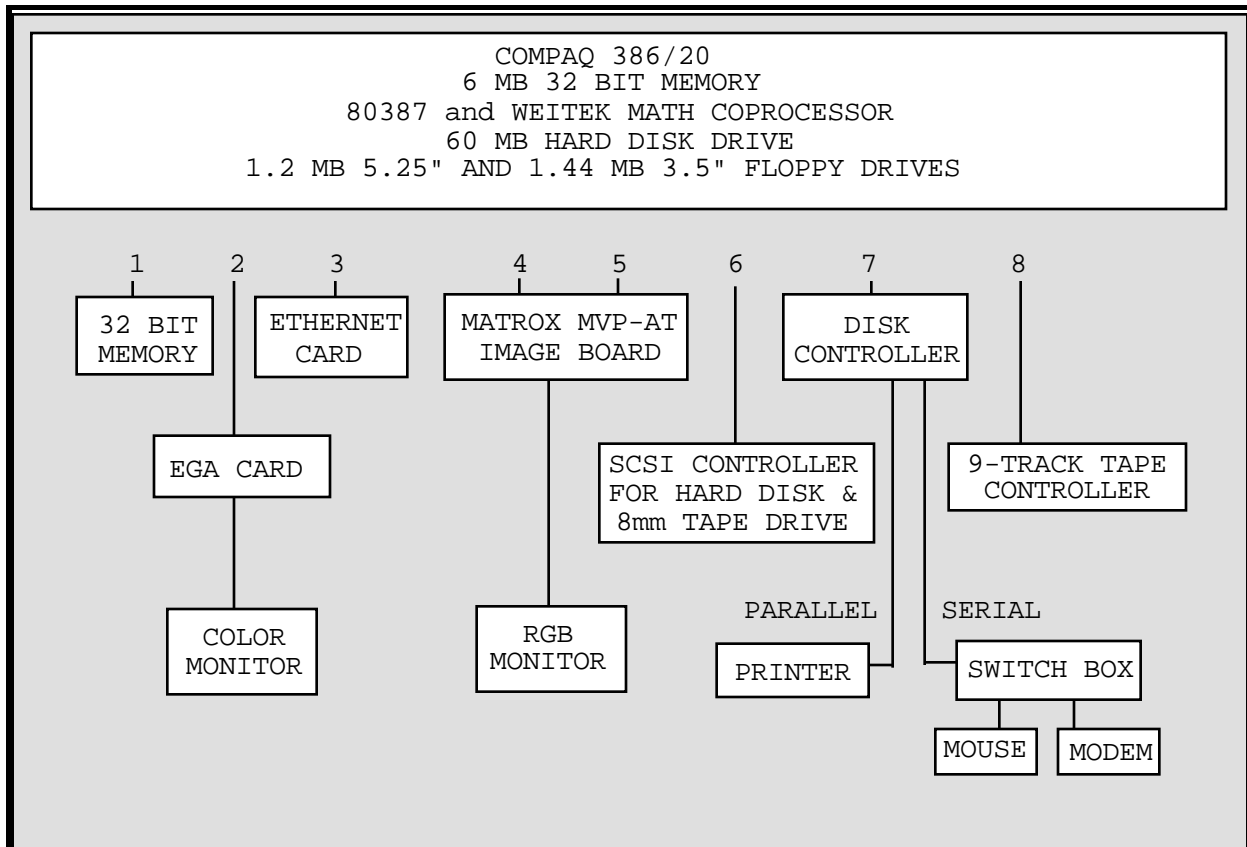 COMPAQ 386/20
6 MB 32 BIT MEMORY
80387 and WEITEK MATH COPROCESSOR
60 MB HARD DISK DRIVE
1.2 MB 5.25" AND 1.44 MB 3.5" FLOPPY DRIVES
1 2 3 4 5 6 7 8
32 BIT
MEMORY
ETHERNET
CARD
MATROX MVP-AT
IMAGE BOARD
DISK
CONTROLLER
EGA CARD
SCSI CONTROLLER
FOR HARD DISK &
8mm TAPE DRIVE
9-TRACK TAPE
CONTROLLER
PARALLEL
SERIAL
COLOR
MONITOR
RGB
MONITOR
PRINTER
SWITCH BOX
MOUSE
MODEM